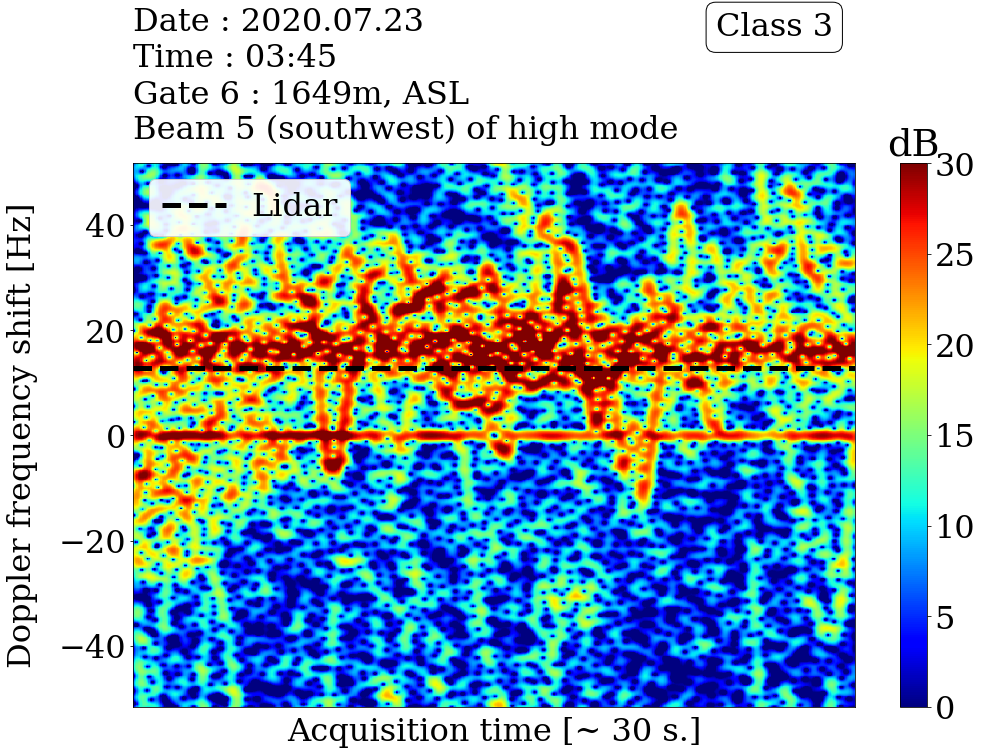 Date : 2020.07.23
Time : 03:45
Gate 6 : 1649m, ASL
Beam 5 (southwest) of high mode
Class 3
dB
Lidar
Doppler frequency shift [Hz]
40
20
0
−20
−40
30
25
20
15
10
5
0
Acquisition time [~ 30 s.]